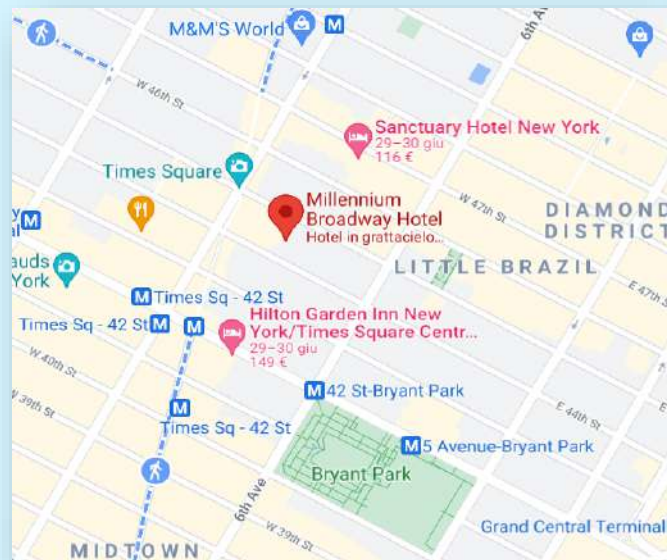 M&M'S World
M
6th Ave
W 46th St
Sanctuary Hotel New York
29–30 giu
116 €
Times Square
Millennium
Broadway Hotel
Hotel in grattacielo...
W 47th St
DIAMOND
DISTRICT
M
auds
York
LITTLE BRAZIL
E 47th St
M Times Sq - 42 St
Times Sq - 42 St M
M
Hilton Garden Inn New
York/Times Square Centr...
29–30 giu
149 €
W 40th St
W 39th St
M 42 St-Bryant Park
E 44th St
M
Times Sq - 42 St
M 5 Avenue-Bryant Park
Bryant Park
6th Ave
W 39th St
Grand Central Terminal
MIDTOWN